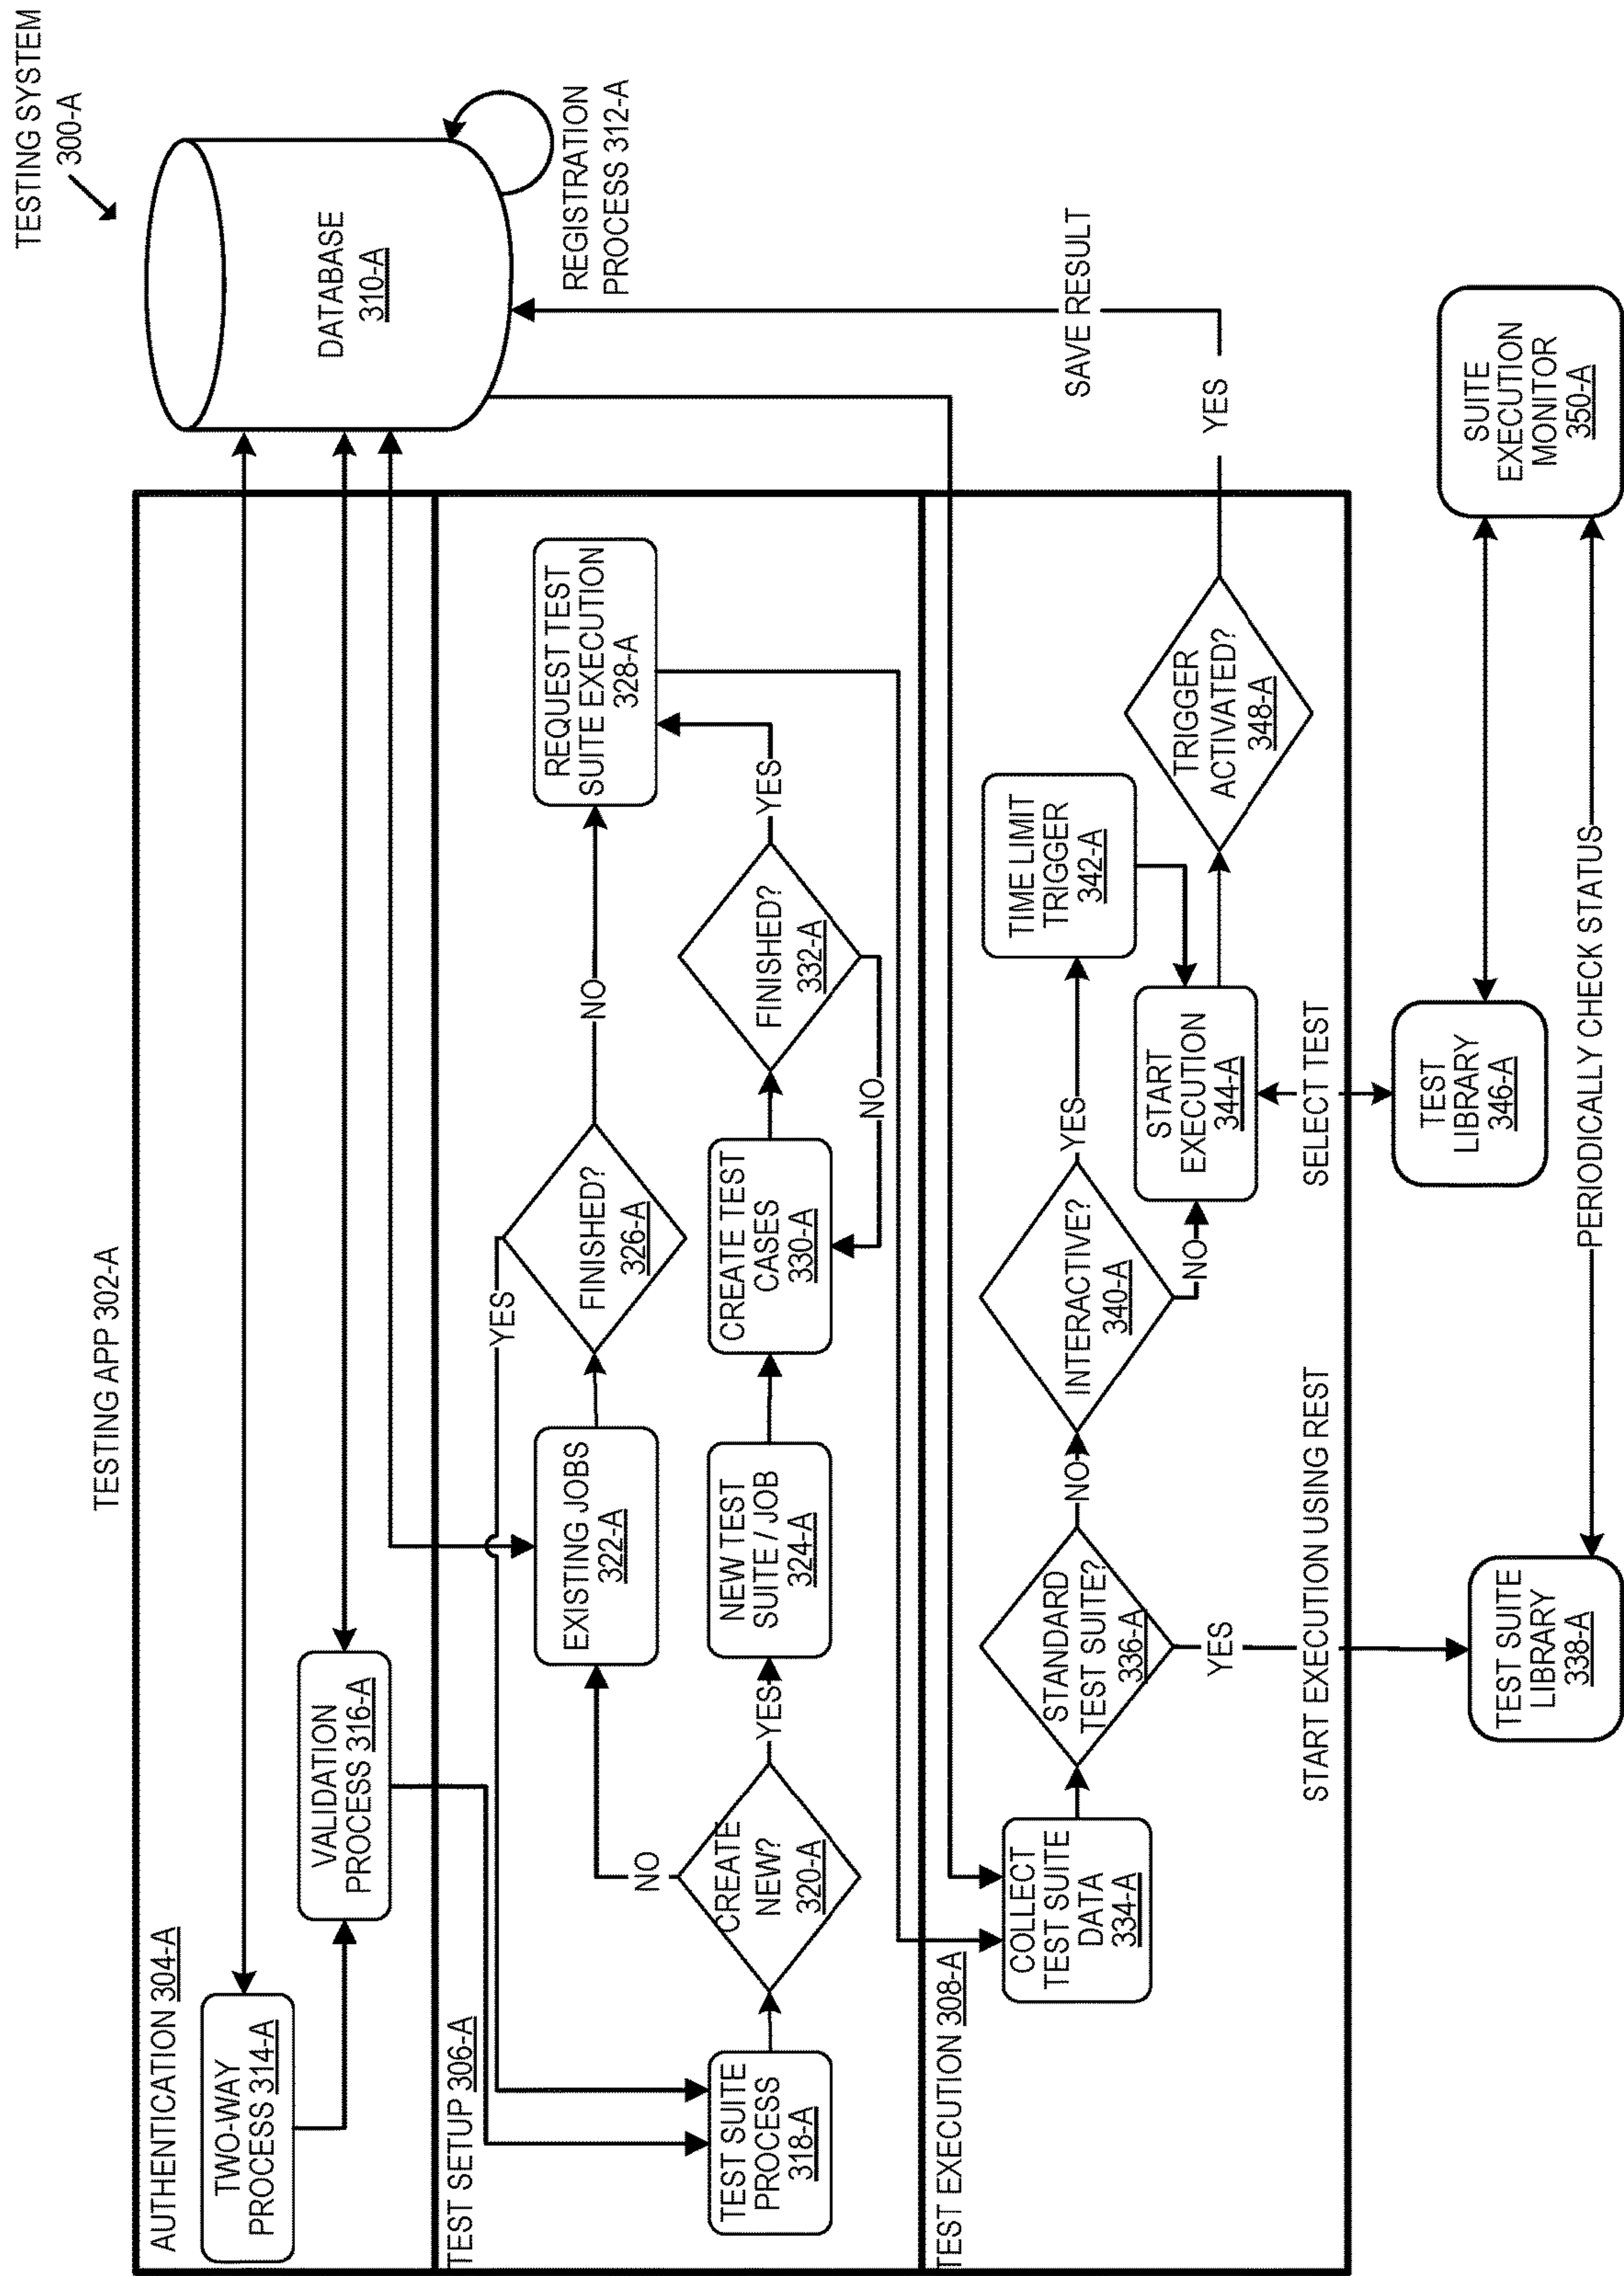 TESTING SYSTEM
300-A
TESTING APP 302-A
AUTHENTICATION 304-A
TWO-WAY
PROCESS 314-A
VALIDATION
PROCESS 316-A
DATABASE
310-A
REGISTRATION
PROCESS 312-A
TEST SETUP 306-A
TEST SUITE
PROCESS
318-A
CREATE
NEW?
320-A
NO
YES
EXISTING JOBS
322-A
NEW TEST
SUITE / JOB
324-A
YES
FINISHED?
326-A
NO
CREATE TEST
CASES
330-A
FINISHED?
332-A
NO
YES
REQUEST TEST
SUITE EXECUTION
328-A
TEST EXECUTION 308-A
COLLECT
TEST SUITE
DATA
334-A
STANDARD
TEST SUITE?
336-A
NO
YES
INTERACTIVE?
340-A
YES
NO
TIME LIMIT
TRIGGER
342-A
START
EXECUTION
344-A
TRIGGER
ACTIVATED?
348-A
YES
SAVE RESULT
START EXECUTION USING REST
SELECT TEST
TEST SUITE
LIBRARY
338-A
TEST
LIBRARY
346-A
SUITE
EXECUTION
MONITOR
350-A
PERIODICALLY CHECK STATUS